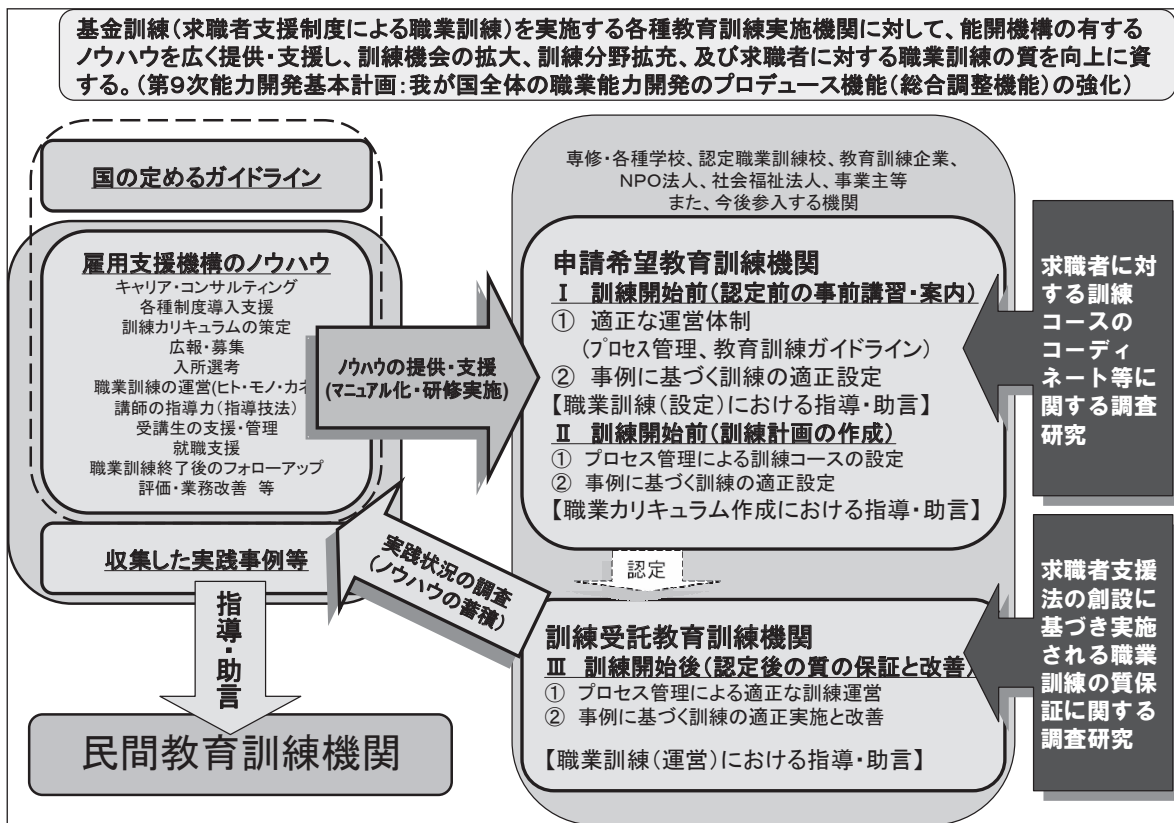 基金訓練(求職者支援制度による職業訓練)を実施する各種教育訓練実施機関に対して、能開機構の有する
ノウハウを広く提供・支援し、訓練機会の拡大、訓練分野拡充、及び求職者に対する職業訓練の質を向上に資
する。(第9次能力開発基本計画:我が国全体の職業能力開発のプロデュース機能(総合調整機能)の強化)
国の定めるガイドライン
雇用支援機構のノウハウ
キャリア・コンサルティング
各種制度導入支援
訓練カリキュラムの策定
広報・募集
入所選考
職業訓練の運営(ヒト・モノ・カネ
講師の指導力(指導技法)
受講生の支援・管理
就職支援
職業訓練終了後のフォローアップ
評価・業務改善 等
収集した実践事例等
指導・助言
民間教育訓練機関
ノウハウの提供・支援
(マニュアル化・研修実施)
実践状況の調査
(ノウハウの蓄積)
専修・各種学校、認定職業訓練校、教育訓練企業、
NPO法人、社会福祉法人、事業主等
また、今後参入する機関
申請希望教育訓練機関
Ⅰ 訓練開始前(認定前の事前講習・案内)
① 適正な運営体制
(プロセス管理、教育訓練ガイドライン)
② 事例に基づく訓練の適正設定
【職業訓練(設定)における指導・助言】
Ⅱ 訓練開始前(訓練計画の作成)
① プロセス管理による訓練コースの設定
② 事例に基づく訓練の適正設定
【職業カリキュラム作成における指導・助言】
認定
訓練受託教育訓練機関
Ⅲ 訓練開始後(認定後の質の保証と改善)
① プロセス管理による適正な訓練運営
② 事例に基づく訓練の適正実施と改善
【職業訓練(運営)における指導・助言】
求職者に対
する訓練
コースの
コーディ
ネート等に
関する調査
研究
求職者支援
法の創設に
基づき実施
される職業
訓練の質保
証に関する
調査研究